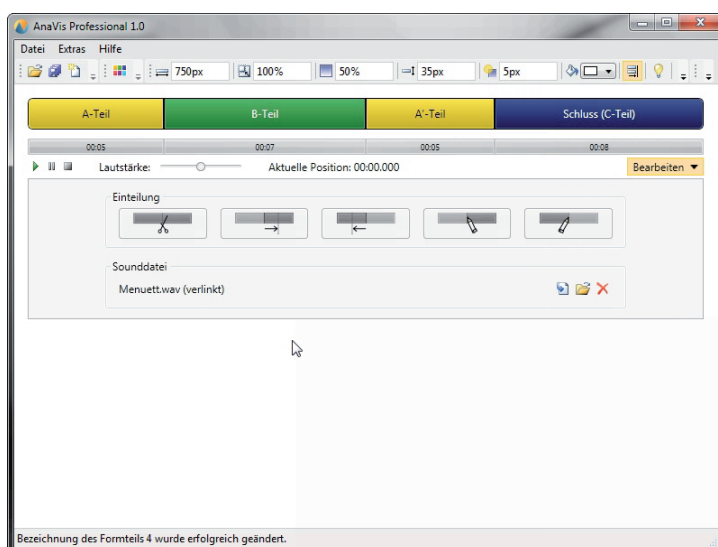 AnaVis Professional 1.0
Datei Extras Hilfe
750px 100% 50% 35px 5px
A-Teil B-Teil A'-Teil Schluss (C-Teil)
00:05 00:07 00:05 00:08
Lautstärke: Aktuelle Position: 00:00.000 Bearbeiten
Einteilung
Sounddatei
Menuett.wav (verlinkt)
Bezeichnung des Formteils 4 wurde erfolgreich geändert.